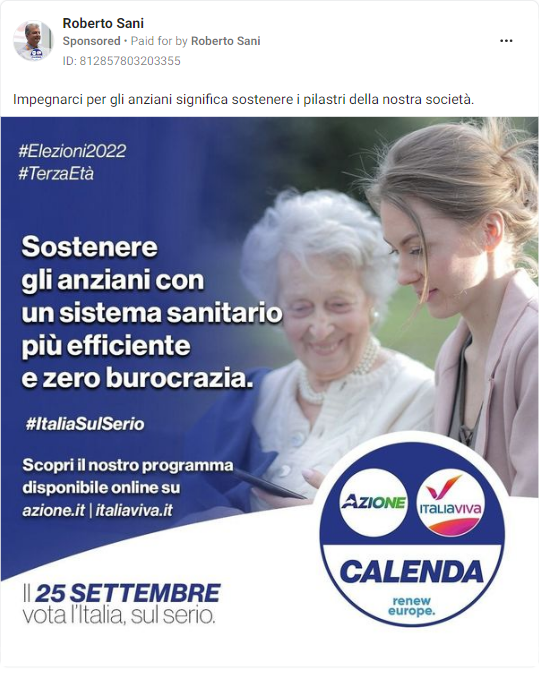 Roberto Sani
Sponsored • Paid for by Roberto Sani
ID: 812857803203355
Impegnarci per gli anziani significa sostenere i pilastri della nostra società.
#Elezioni2022
#TerzaEtà
Sostenere
gli anziani con
un sistema sanitario
più efficiente
e zero burocrazia.
#ItaliaSulSerio
Scopri il nostro programma
disponibile online su
azione.it | italiaviva.it
Il 25 SETTEMBRE
vota l'Italia, sul serio.
AZIONE
ITALIAVIVA
CALENDA
renew
europe.